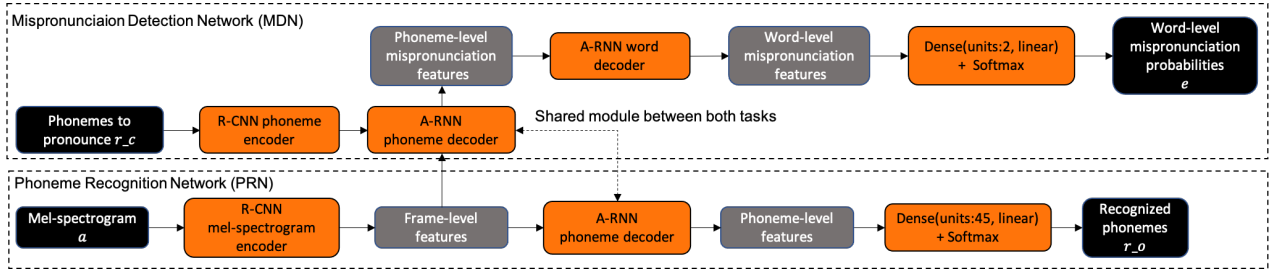 Mispronunciaion Detection Network (MDN)
Phonemes to
pronounce r_c
R-CNN phoneme
encoder
A-RNN
phoneme decoder
Phoneme-level
mispronunciation
features
A-RNN word
decoder
Word-level
mispronunciation
features
Dense(units:2, linear)
+ Softmax
Word-level
mispronunciation
probabilities
e
Shared module between both tasks
Phoneme Recognition Network (PRN)
Mel-spectrogram
a
R-CNN
mel-spectrogram
encoder
Frame-level
features
A-RNN
phoneme decoder
Phoneme-level
features
Dense(units:45, linear)
+ Softmax
Recognized
phonemes
r_o